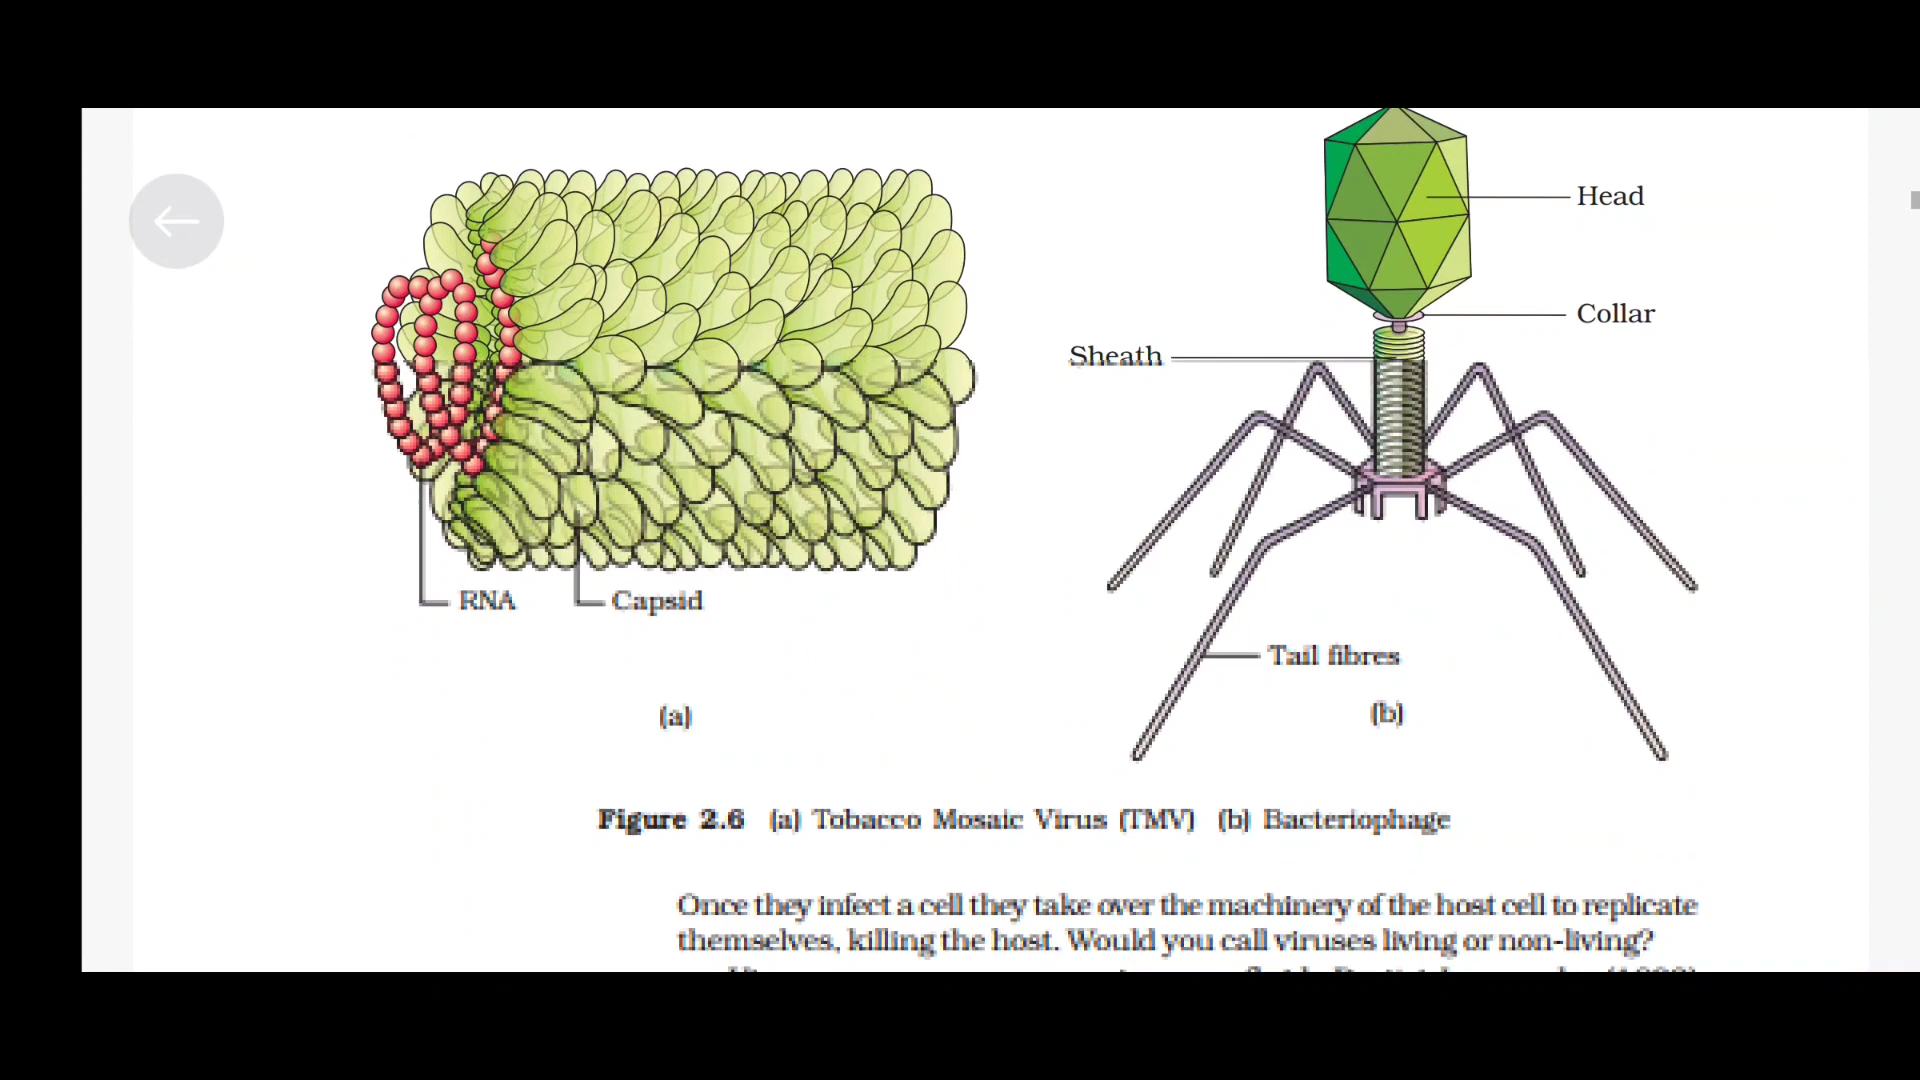 Head
Collar
Sheath
RNA
Capsid
Tail fibres
(a)
(b)
Figure 2.6 (a) Tobacco Mosaic Virus (TMV) (b) Bacteriophage
Once they infect a cell they take over the machinery of the host cell to replicate
themselves, killing the host. Would you call viruses living or non-living?